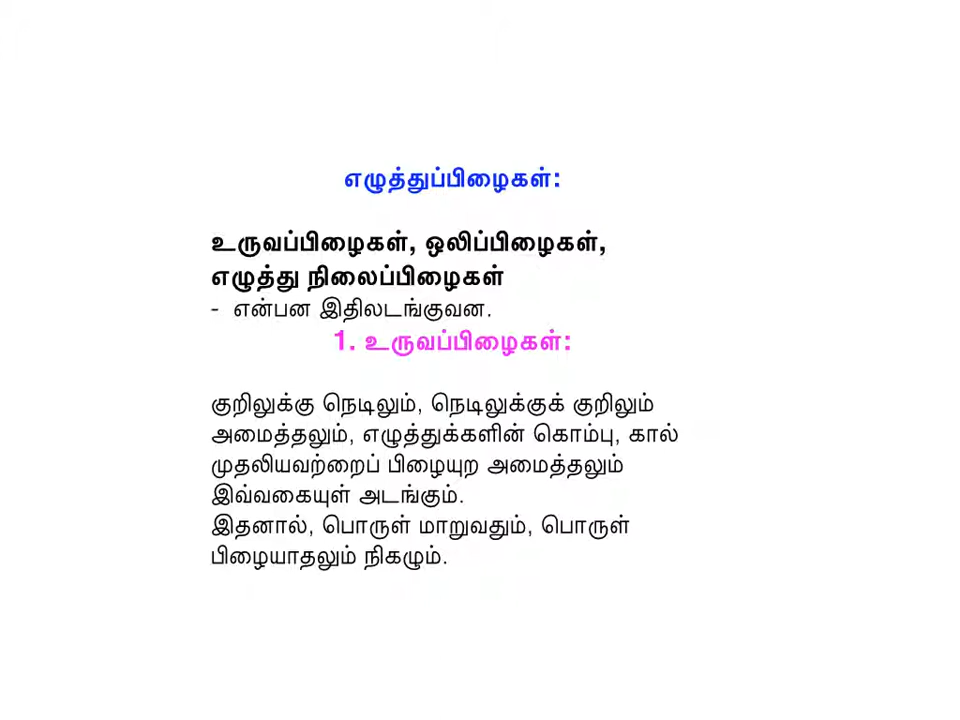 எழுத்துப்பிழைகள்:
உருவப்பிழைகள், ஒலிப்பிழைகள்,
எழுத்து நிலைப்பிழைகள்
- என்பன இதிலடங்குவன.
1. உருவப்பிழைகள்:
குறிலுக்கு நெடிலும், நெடிலுக்குக் குறிலும்
அமைத்தலும், எழுத்துக்களின் கொம்பு, கால்
முதலியவற்றைப் பிழையுற அமைத்தலும்
இவ்வகையுள் அடங்கும்.
இதனால், பொருள் மாறுவதும், பொருள்
பிழையாதலும் நிகழும்.